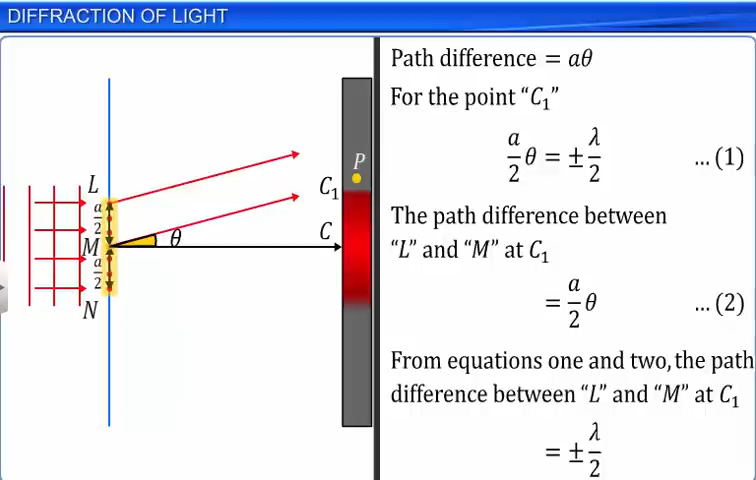 DIFFRACTION OF LIGHT
L
a/2
M
a/2
N
θ
P
C₁
C
Path difference = aθ
For the point “C₁”
a/2 θ = ± λ/2 ... (1)
The path difference between
“L” and “M” at C₁
= a/2 θ ... (2)
From equations one and two, the path
difference between “L” and “M” at C₁
= ± λ/2